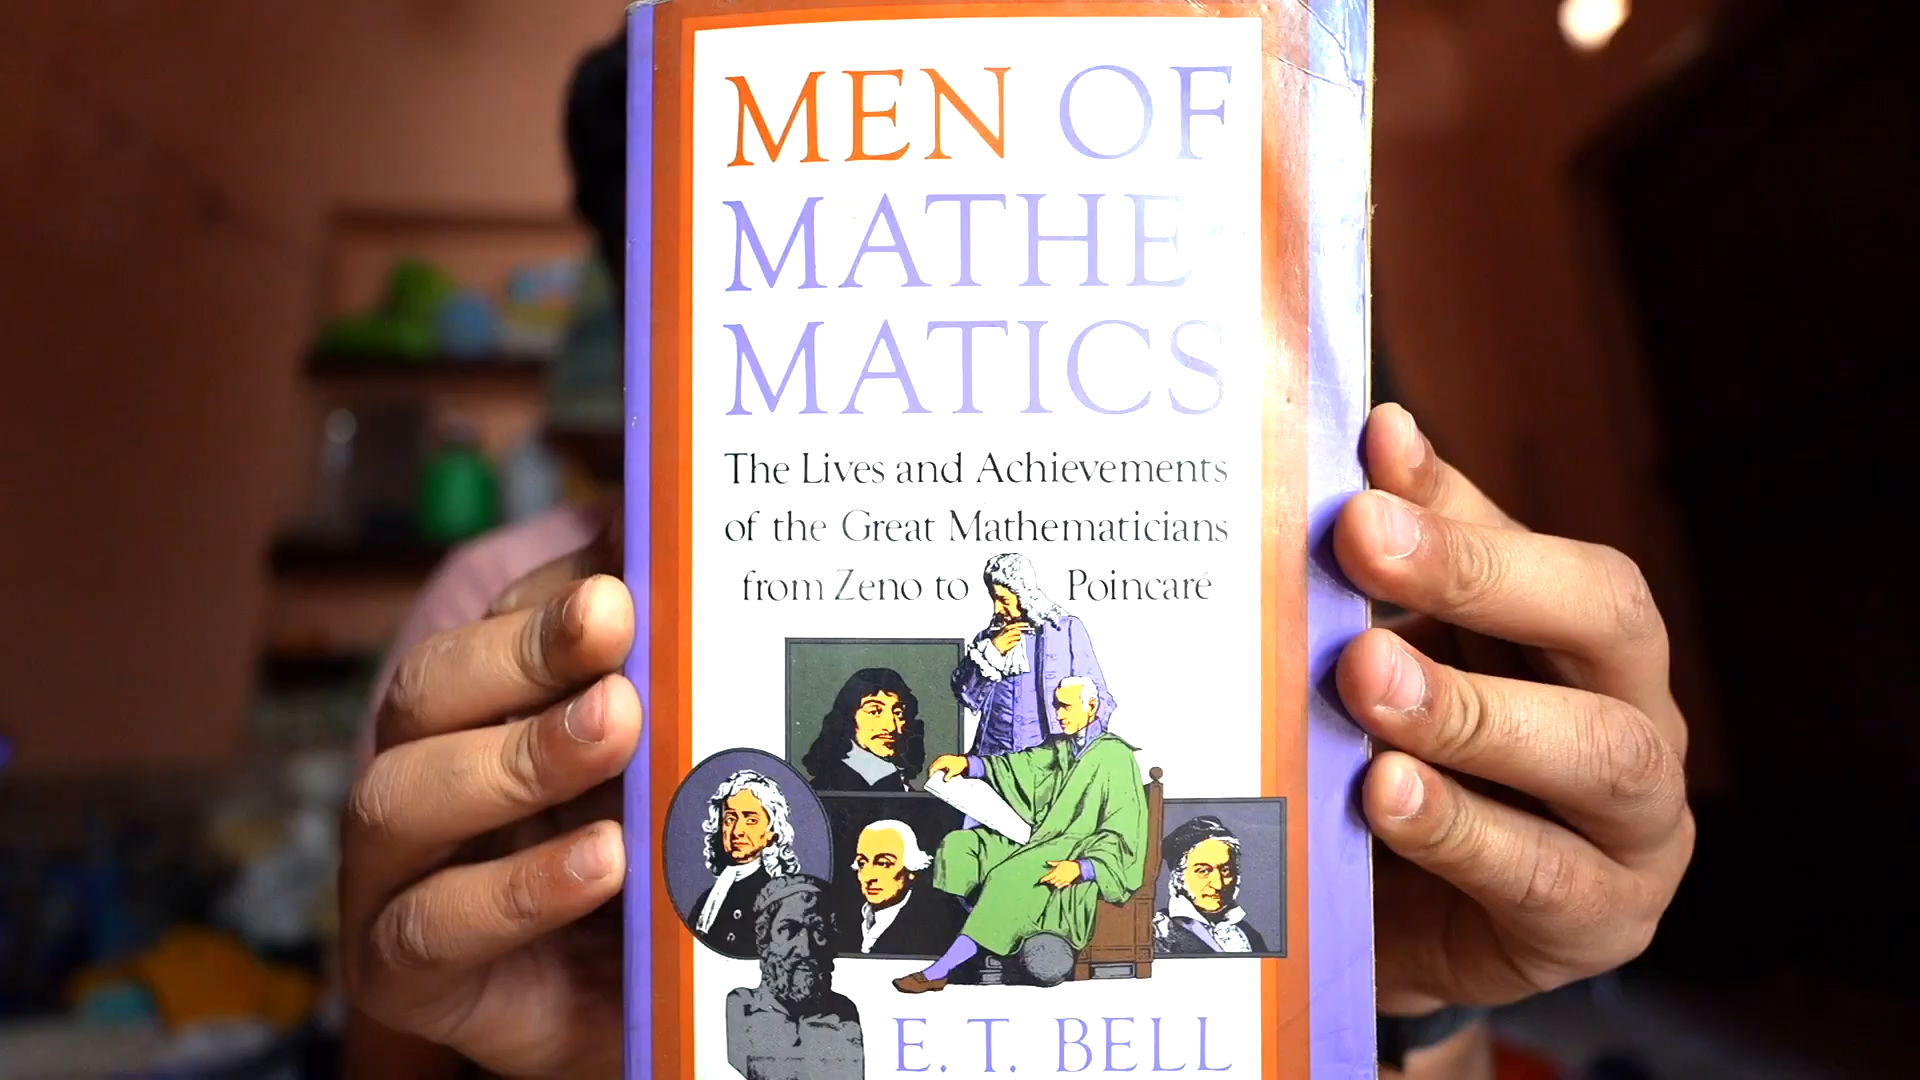 MEN OF
MATHE-
MATICS
The Lives and Achievements
of the Great Mathematicians
from Zeno to Poincaré
E. T. BELL